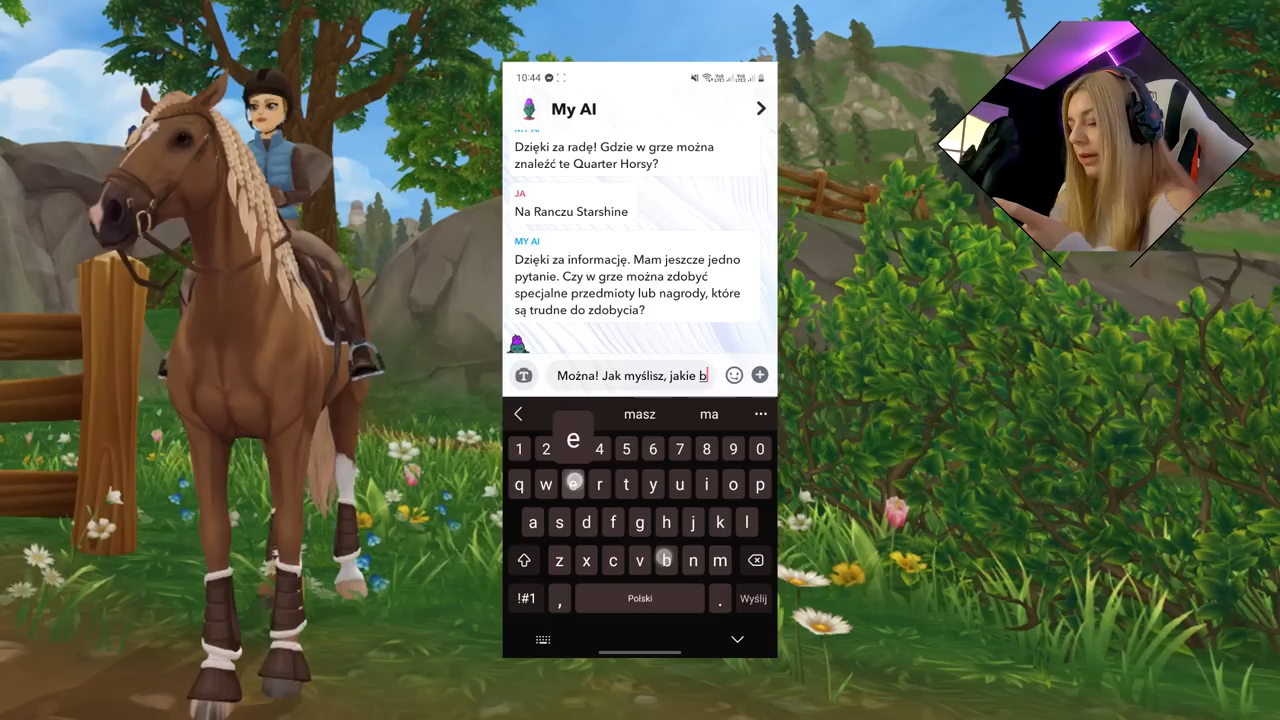 10:44
My AI
MY AI
Dzięki za radę! Gdzie w grze można
znaleźć te Quarter Horsy?
JA
Na Ranczu Starshine
MY AI
Dzięki za informację. Mam jeszcze jedno
pytanie. Czy w grze można zdobyć
specjalne przedmioty lub nagrody, które
są trudne do zdobycia?
T
Można! Jak myślisz, jakie b
masz ma
e
1 2 4 5 6 7 8 9 0
q w e r t y u i o p
a s d f g h j k l
z x c v b n m
!#1 , Polski . Wyślij